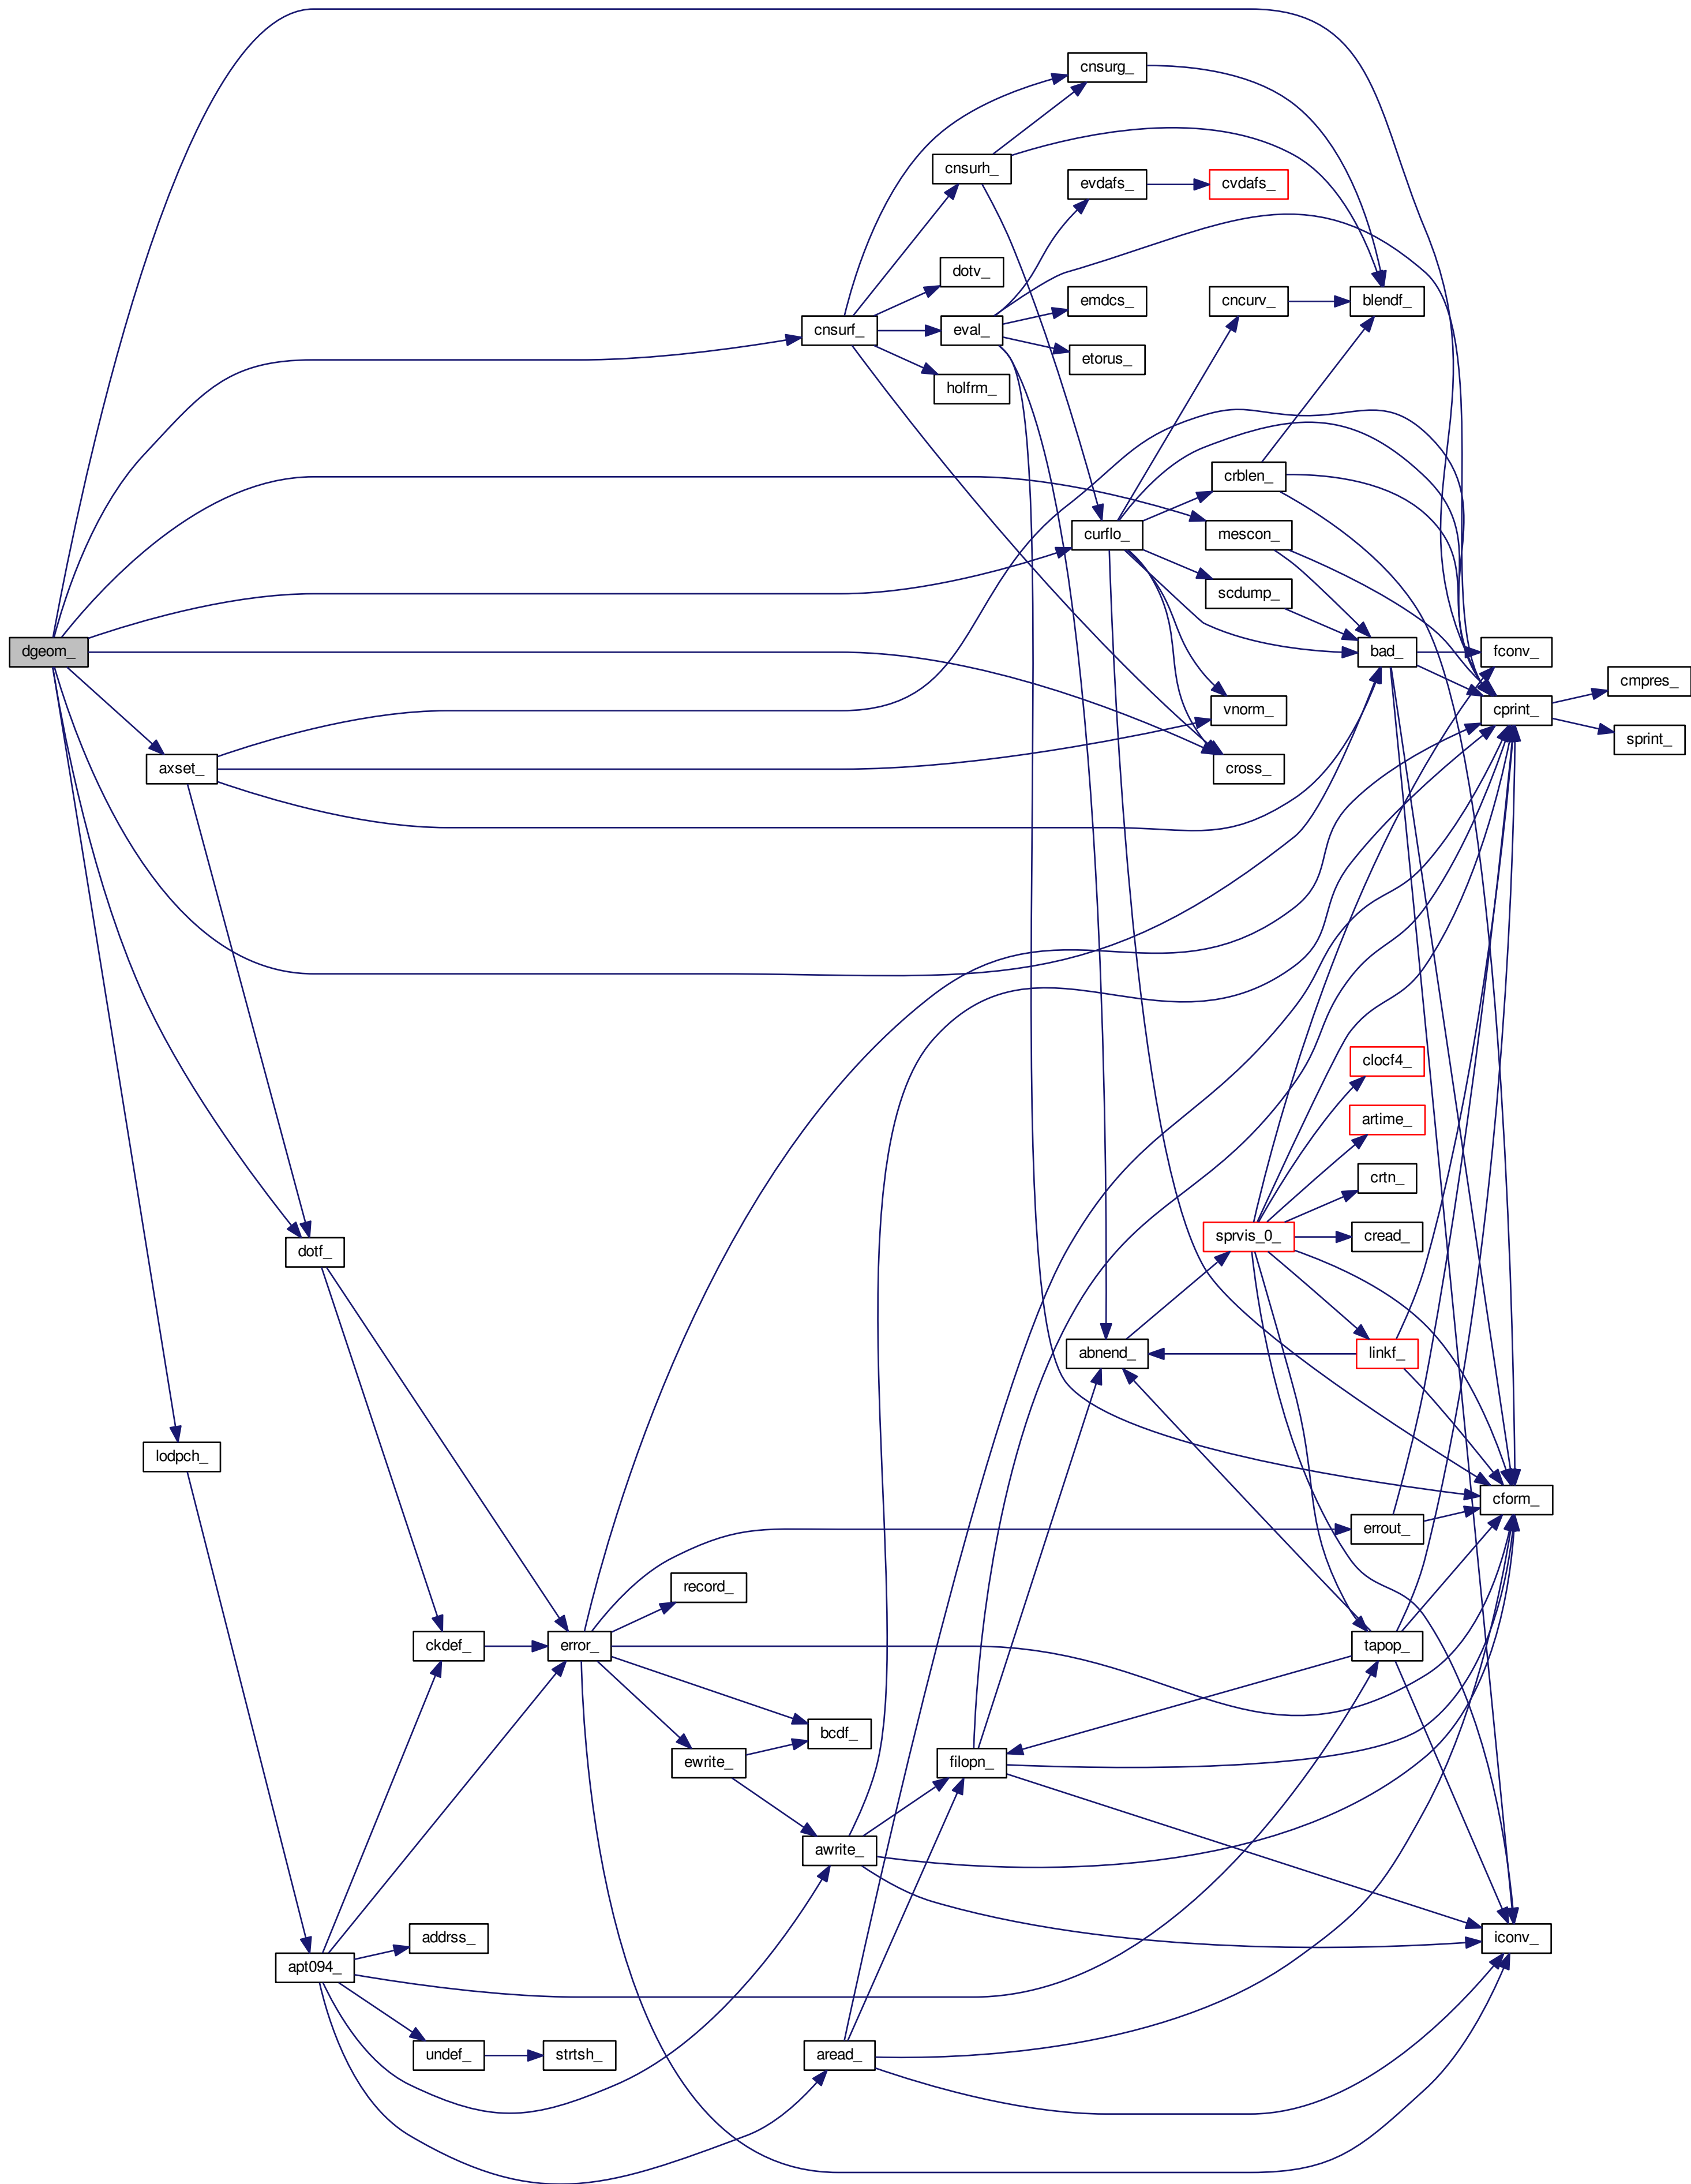 cnsurg_
cnsurh_
evdafs_
cvdafs_
dotv_
emdcs_
cncurv_
blendf_
cnsurf_
eval_
etorus_
holfrm_
crblen_
curflo_
mescon_
scdump_
dgeom_
bad_
fconv_
cmpres_
vnorm_
cprint_
sprint_
axset_
cross_
clocf4_
artime_
crtn_
sprvis_0_
cread_
dotf_
abnend_
linkf_
lodpch_
cform_
errout_
record_
ckdef_
error_
tapop_
bcdf_
ewrite_
filopn_
awrite_
addrss_
iconv_
apt094_
undef_
strtsh_
aread_